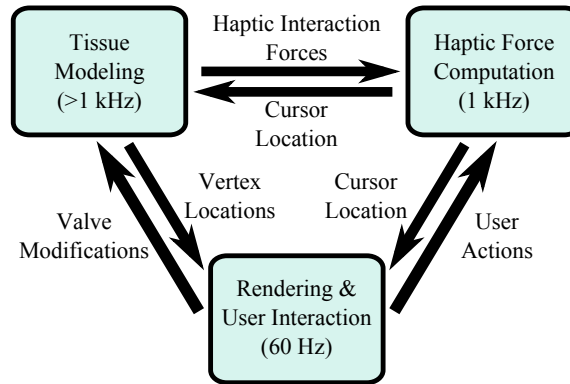 Tissue
Modeling
(>1 kHz)
Haptic Interaction
Forces
Cursor
Location
Haptic Force
Computation
(1 kHz)
Valve
Modifications
Vertex
Locations
Cursor
Location
User
Actions
Rendering &
User Interaction
(60 Hz)